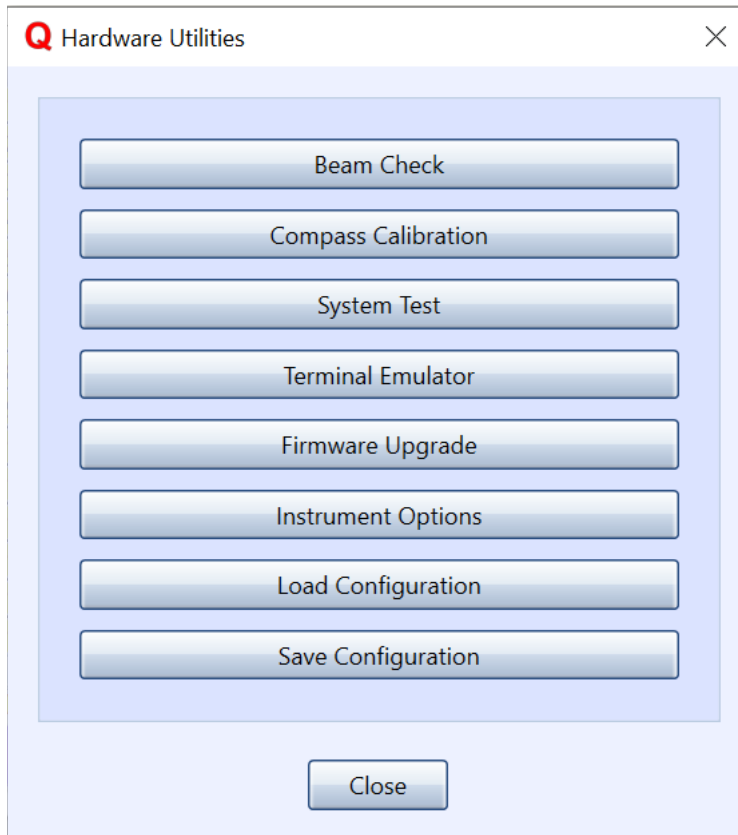 Q Hardware Utilities
Beam Check
Compass Calibration
System Test
Terminal Emulator
Firmware Upgrade
Instrument Options
Load Configuration
Save Configuration
Close